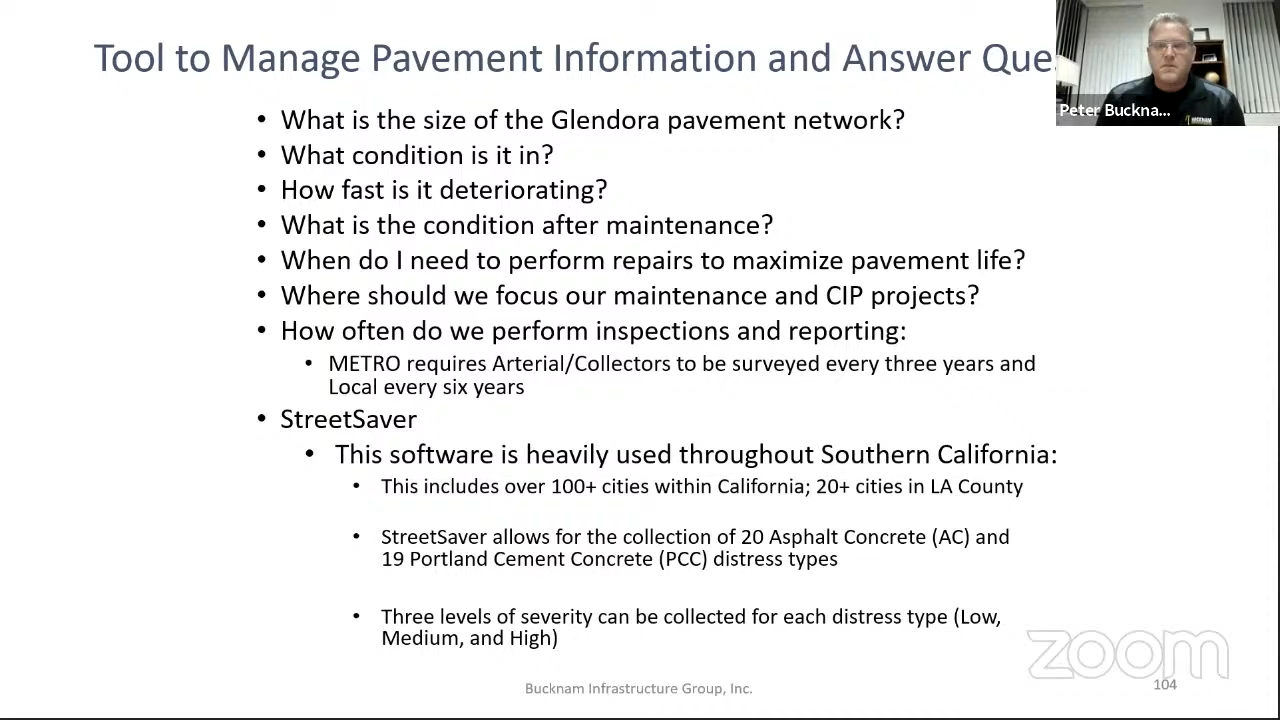 Tool to Manage Pavement Information and Answer Que
Peter Buckna...
BUCKNAM
• What is the size of the Glendora pavement network?
• What condition is it in?
• How fast is it deteriorating?
• What is the condition after maintenance?
• When do I need to perform repairs to maximize pavement life?
• Where should we focus our maintenance and CIP projects?
• How often do we perform inspections and reporting:
• METRO requires Arterial/Collectors to be surveyed every three years and
Local every six years
• StreetSaver
• This software is heavily used throughout Southern California:
• This includes over 100+ cities within California; 20+ cities in LA County
• StreetSaver allows for the collection of 20 Asphalt Concrete (AC) and
19 Portland Cement Concrete (PCC) distress types
• Three levels of severity can be collected for each distress type (Low,
Medium, and High)
zoom
Bucknam Infrastructure Group, Inc.
104